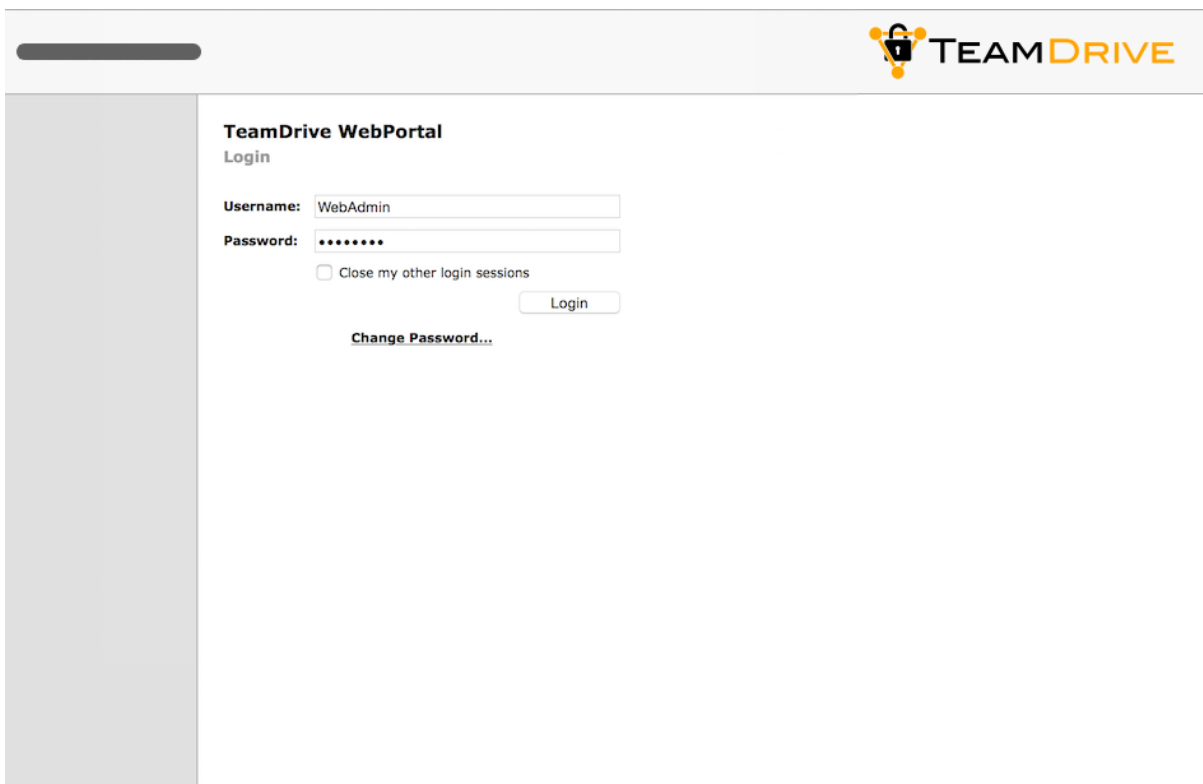 TEAMDRIVE
TeamDrive WebPortal
Login
Username: WebAdmin
Password: ••••••••
Close my other login sessions
Login
Change Password...